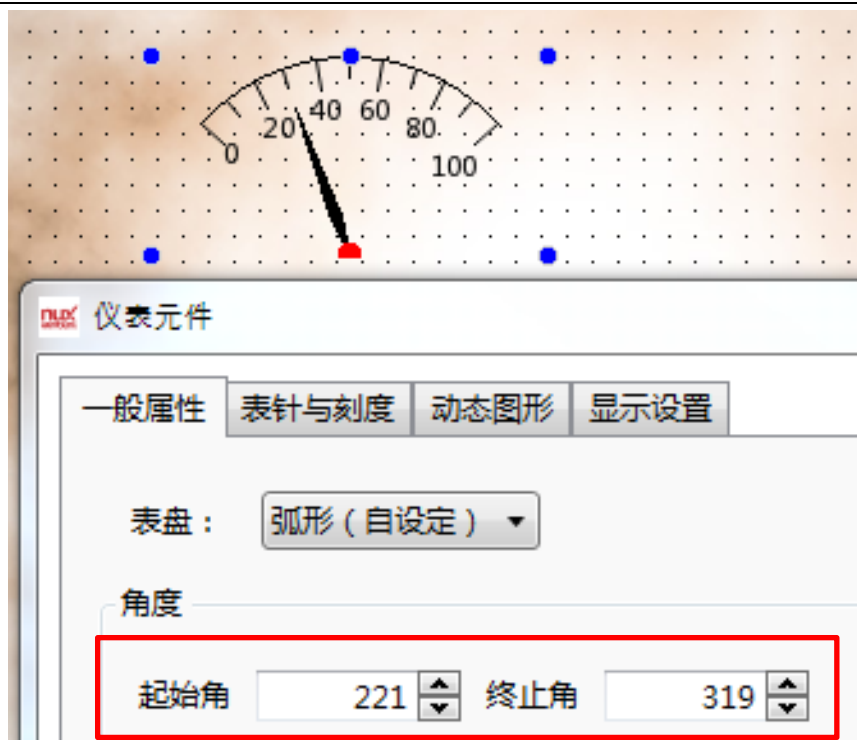 0 20 40 60 80 100
nux 仪表元件
一般属性 表针与刻度 动态图形 显示设置
表盘： 弧形（自设定）
角度
起始角 221 终止角 319